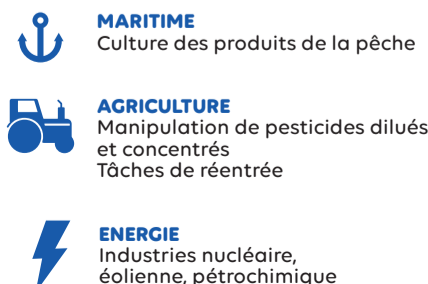 MARITIME
Culture des produits de la pêche
AGRICULTURE
Manipulation de pesticides dilués
et concentrés
Tâches de réentrée
ENERGIE
Industries nucléaire,
éolienne, pétrochimique